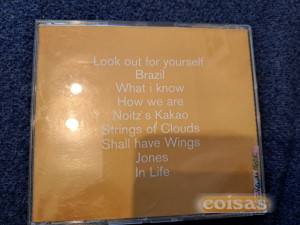 Look out for yourself
Brazil
What i know
How we are
Noitz's Kakao
Strings of Clouds
Shall have Wings
Jones
In Life
coisas